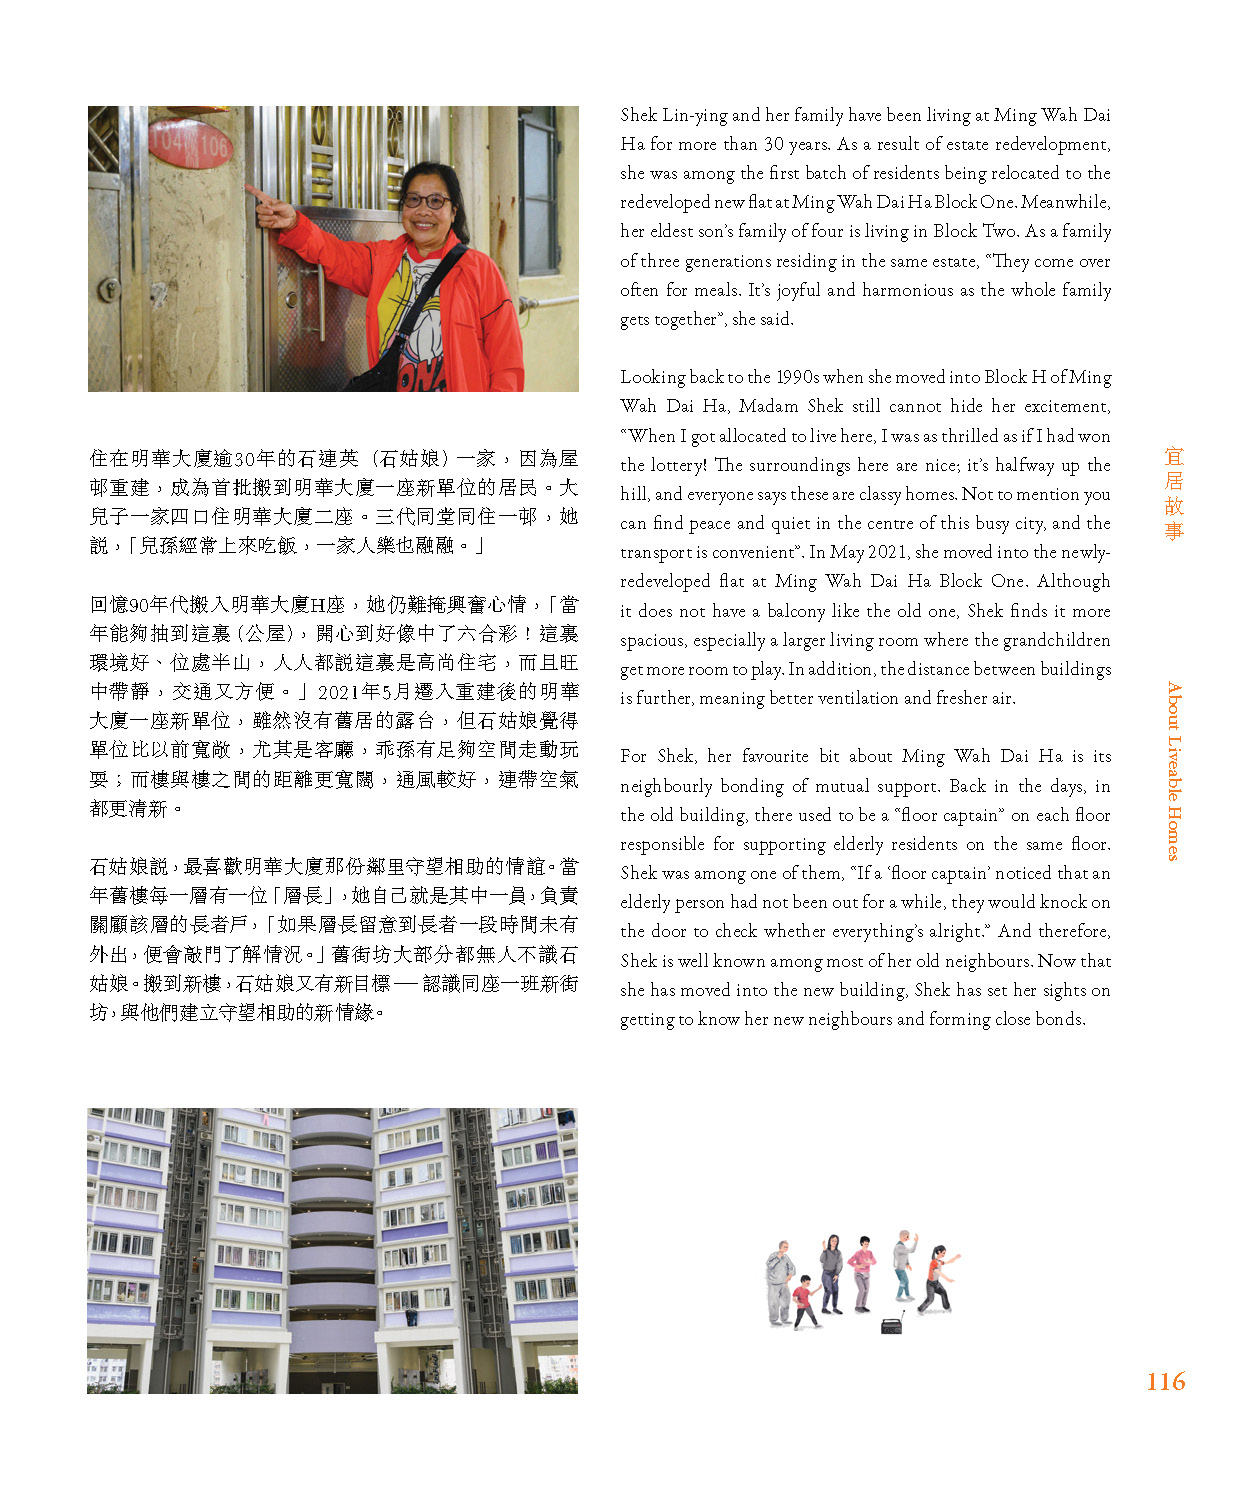 104 106
ONA
住在明華大廈逾30年的石連英（石姑娘）一家，因為屋
邨重建，成為首批搬到明華大廈一座新單位的居民。大
兒子一家四口住明華大廈二座。三代同堂同住一邨，她
説，「兒孫經常上來吃飯，一家人樂也融融。」
回憶90年代搬入明華大廈H座，她仍難掩興奮心情，「當
年能夠抽到這裏（公屋），開心到好像中了六合彩！這裏
環境好、位處半山，人人都説這裏是高尚住宅，而且旺
中帶靜，交通又方便。」2021年5月遷入重建後的明華
大廈一座新單位，雖然沒有舊居的露台，但石姑娘覺得
單位比以前寬敞，尤其是客廳，乖孫有足夠空間走動玩
耍；而樓與樓之間的距離更寬闊，通風較好，連帶空氣
都更清新。
石姑娘説，最喜歡明華大廈那份鄰里守望相助的情誼。當
年舊樓每一層有一位「層長」，她自己就是其中一員，負責
關顧該層的長者戶，「如果層長留意到長者一段時間未有
外出，便會敲門了解情況。」舊街坊大部分都無人不識石
姑娘。搬到新樓，石姑娘又有新目標 — 認識同座一班新街
坊，與他們建立守望相助的新情緣。
Shek Lin-ying and her family have been living at Ming Wah Dai
Ha for more than 30 years. As a result of estate redevelopment,
she was among the first batch of residents being relocated to the
redeveloped new flat at Ming Wah Dai Ha Block One. Meanwhile,
her eldest son’s family of four is living in Block Two. As a family
of three generations residing in the same estate, “They come over
often for meals. It’s joyful and harmonious as the whole family
gets together”, she said.
Looking back to the 1990s when she moved into Block H of Ming
Wah Dai Ha, Madam Shek still cannot hide her excitement,
“When I got allocated to live here, I was as thrilled as if I had won
the lottery! The surroundings here are nice; it’s halfway up the
hill, and everyone says these are classy homes. Not to mention you
can find peace and quiet in the centre of this busy city, and the
transport is convenient”. In May 2021, she moved into the newly-
redeveloped flat at Ming Wah Dai Ha Block One. Although
it does not have a balcony like the old one, Shek finds it more
spacious, especially a larger living room where the grandchildren
get more room to play. In addition, the distance between buildings
is further, meaning better ventilation and fresher air.
For Shek, her favourite bit about Ming Wah Dai Ha is its
neighbourly bonding of mutual support. Back in the days, in
the old building, there used to be a “floor captain” on each floor
responsible for supporting elderly residents on the same floor.
Shek was among one of them, “If a ‘floor captain’ noticed that an
elderly person had not been out for a while, they would knock on
the door to check whether everything’s alright.” And therefore,
Shek is well known among most of her old neighbours. Now that
she has moved into the new building, Shek has set her sights on
getting to know her new neighbours and forming close bonds.
宜居故事
About Liveable Homes
116